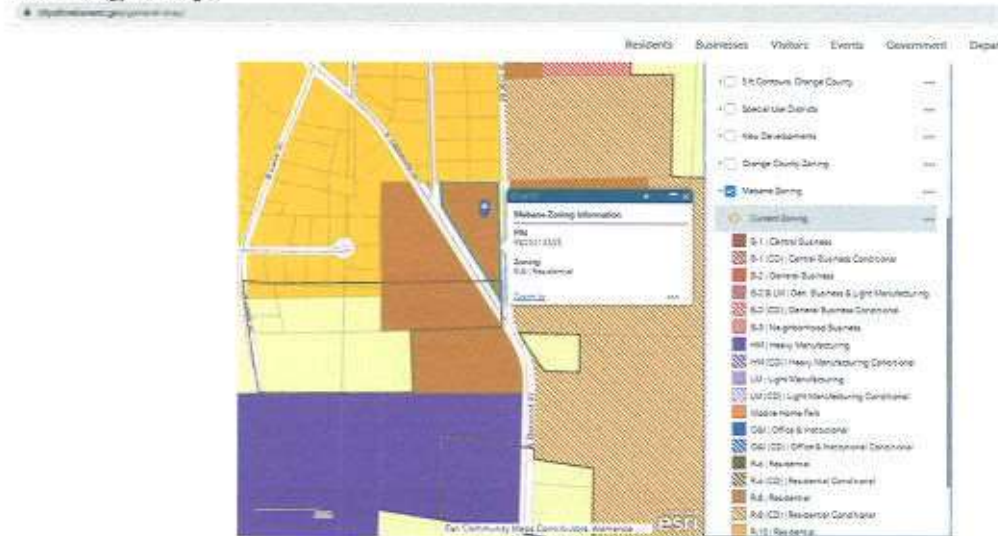 Residents Businesses Visitors Events Government Depar
5 ft Contours, Orange County
Special Use Districts
New Developments
Orange County Zoning
Mebane Zoning
Current Zoning
B-1 | Central Business
B-1 (CD) | Central Business Conditional
B-2 | General Business
B-2 & LM | Gen. Business & Light Manufacturing
B-2 (CD) | General Business Conditional
B-3 | Neighborhood Business
HM | Heavy Manufacturing
HM (CD) | Heavy Manufacturing Conditional
LM | Light Manufacturing
LM (CD) | Light Manufacturing Conditional
Mobile Home Park
O&I | Office & Institutional
O&I (CD) | Office & Institutional Conditional
R-6 | Residential
R-6 (CD) | Residential Conditional
R-8 | Residential
R-8 (CD) | Residential Conditional
R-10 | Residential
Mebane Zoning Information
PIN
Zoning
Residential
Zoom to
Esri Community Maps Contributors, Alamance
esri